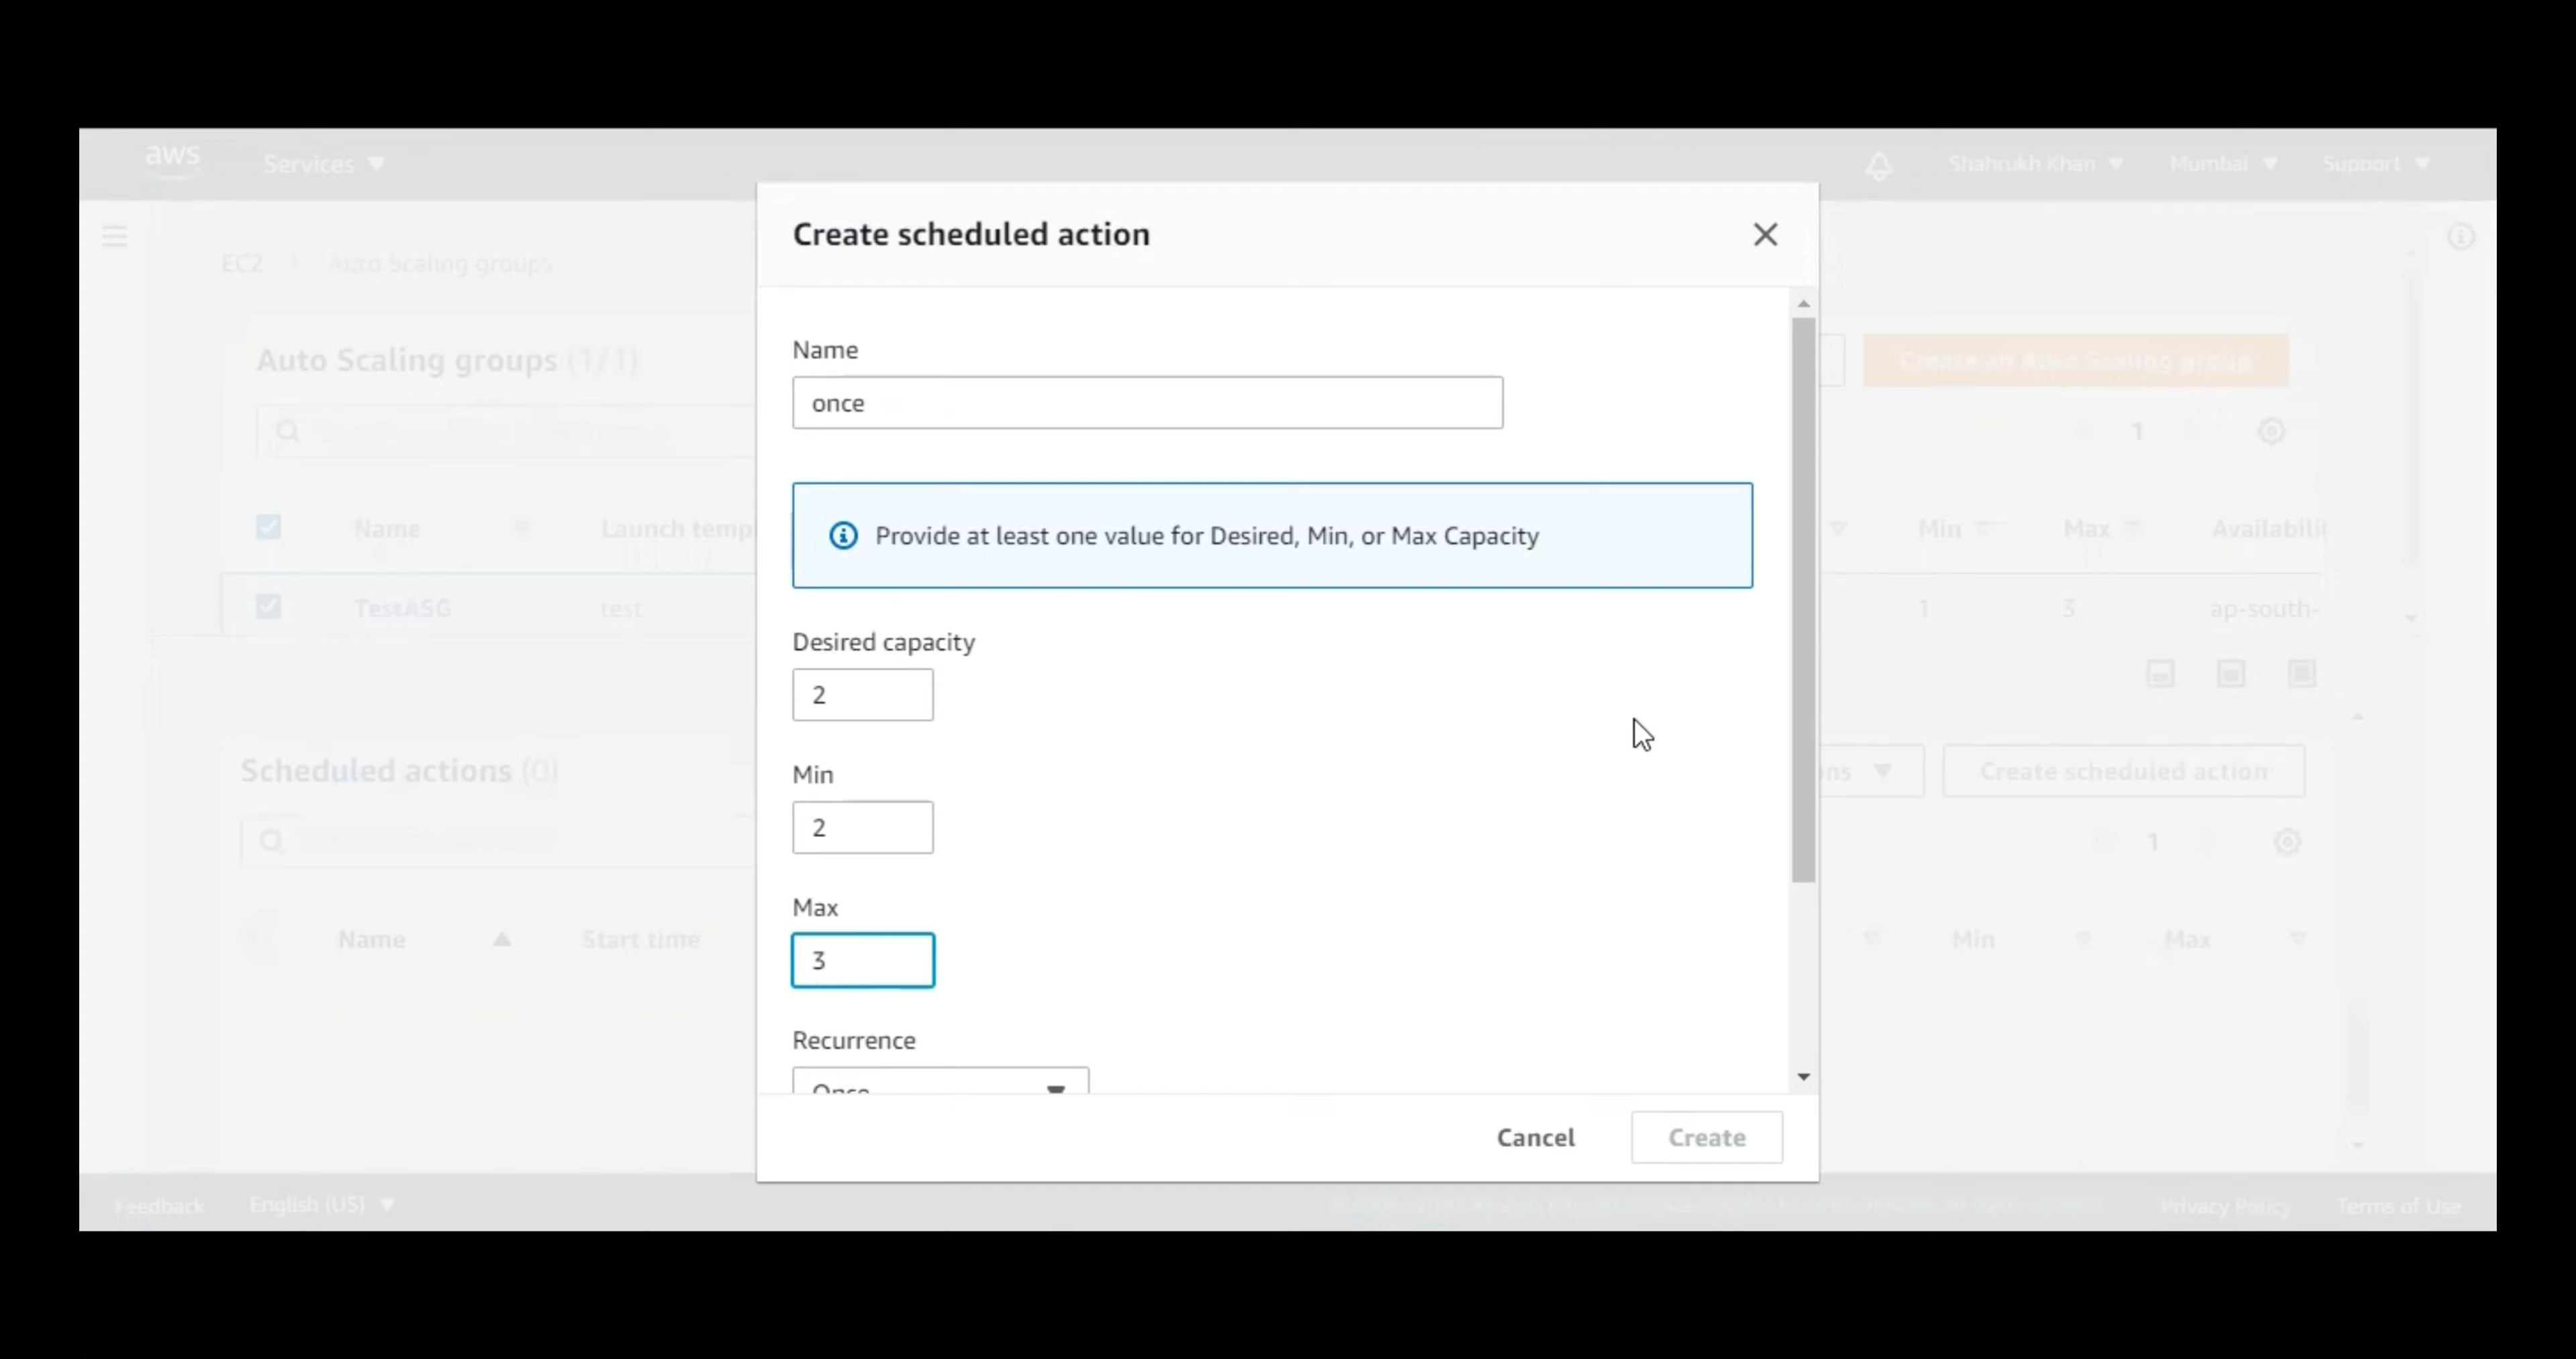 aws
Services
Shahrukh Khan
Mumbai
Support
EC2
Auto Scaling groups
Create scheduled action
Name
once
Provide at least one value for Desired, Min, or Max Capacity
Desired capacity
2
Min
2
Max
3
Recurrence
Once
Cancel
Create
Auto Scaling groups (1/1)
Create an Auto Scaling group
1
Name
Launch temp
Min
Max
Availabili
TestASG
test
1
3
ap-south-
Scheduled actions (0)
ns
Create scheduled action
1
Name
Start time
Min
Max
Feedback
English (US)
Privacy Policy
Terms of Use